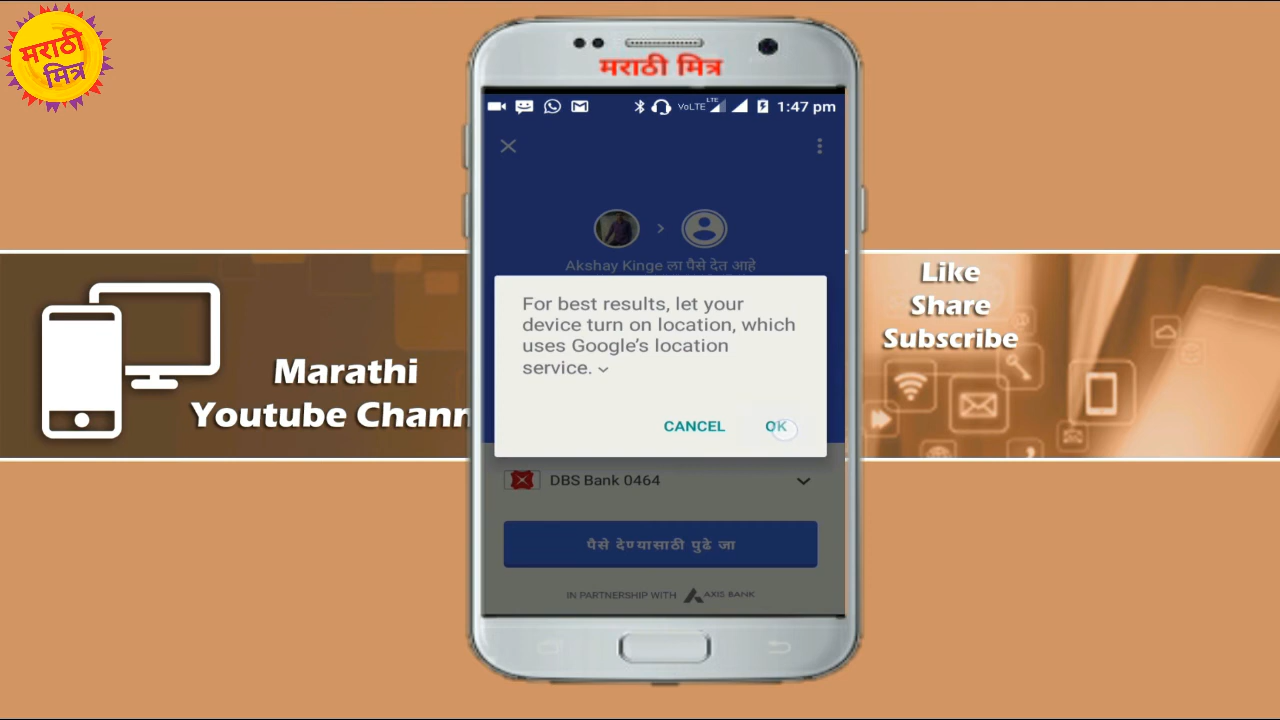 मराठी
मित्र
मराठी मित्र
VoLTE LTE 1:47 pm
Akshay Kinge ला पैसे देत आहे
For best results, let your
device turn on location, which
uses Google's location
service.
CANCEL OK
DBS Bank 0464
पैसे देण्यासाठी पुढे जा
IN PARTNERSHIP WITH AXIS BANK
Marathi
Youtube Chann
Like
Share
Subscribe